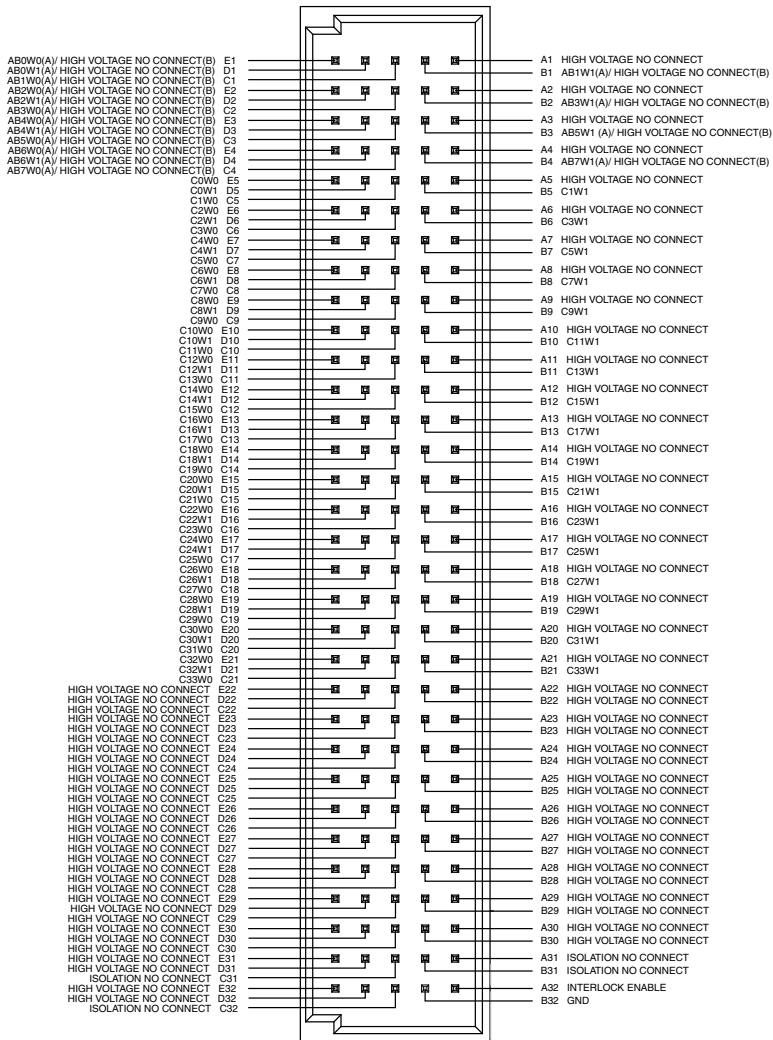 AB0W0(A)/ HIGH VOLTAGE NO CONNECT(B) E1
AB0W1(A)/ HIGH VOLTAGE NO CONNECT(B) D1
AB1W0(A)/ HIGH VOLTAGE NO CONNECT(B) C1
AB2W0(A)/ HIGH VOLTAGE NO CONNECT(B) E2
AB2W1(A)/ HIGH VOLTAGE NO CONNECT(B) D2
AB3W0(A)/ HIGH VOLTAGE NO CONNECT(B) C2
AB4W0(A)/ HIGH VOLTAGE NO CONNECT(B) E3
AB4W1(A)/ HIGH VOLTAGE NO CONNECT(B) D3
AB5W0(A)/ HIGH VOLTAGE NO CONNECT(B) C3
AB6W0(A)/ HIGH VOLTAGE NO CONNECT(B) E4
AB6W1(A)/ HIGH VOLTAGE NO CONNECT(B) D4
AB7W0(A)/ HIGH VOLTAGE NO CONNECT(B) C4
C0W0 E5
C0W1 D5
C1W0 C5
C2W0 E6
C2W1 D6
C3W0 C6
C4W0 E7
C4W1 D7
C5W0 C7
C6W0 E8
C6W1 D8
C7W0 C8
C8W0 E9
C8W1 D9
C9W0 C9
C10W0 E10
C10W1 D10
C11W0 C10
C12W0 E11
C12W1 D11
C13W0 C11
C14W0 E12
C14W1 D12
C15W0 C12
C16W0 E13
C16W1 D13
C17W0 C13
C18W0 E14
C18W1 D14
C19W0 C14
C20W0 E15
C20W1 D15
C21W0 C15
C22W0 E16
C22W1 D16
C23W0 C16
C24W0 E17
C24W1 D17
C25W0 C17
C26W0 E18
C26W1 D18
C27W0 C18
C28W0 E19
C28W1 D19
C29W0 C19
C30W0 E20
C30W1 D20
C31W0 C20
C32W0 E21
C32W1 D21
C33W0 C21
HIGH VOLTAGE NO CONNECT E22
HIGH VOLTAGE NO CONNECT D22
HIGH VOLTAGE NO CONNECT C22
HIGH VOLTAGE NO CONNECT E23
HIGH VOLTAGE NO CONNECT D23
HIGH VOLTAGE NO CONNECT C23
HIGH VOLTAGE NO CONNECT E24
HIGH VOLTAGE NO CONNECT D24
HIGH VOLTAGE NO CONNECT C24
HIGH VOLTAGE NO CONNECT E25
HIGH VOLTAGE NO CONNECT D25
HIGH VOLTAGE NO CONNECT C25
HIGH VOLTAGE NO CONNECT E26
HIGH VOLTAGE NO CONNECT D26
HIGH VOLTAGE NO CONNECT C26
HIGH VOLTAGE NO CONNECT E27
HIGH VOLTAGE NO CONNECT D27
HIGH VOLTAGE NO CONNECT C27
HIGH VOLTAGE NO CONNECT E28
HIGH VOLTAGE NO CONNECT D28
HIGH VOLTAGE NO CONNECT C28
HIGH VOLTAGE NO CONNECT E29
HIGH VOLTAGE NO CONNECT D29
HIGH VOLTAGE NO CONNECT C29
HIGH VOLTAGE NO CONNECT E30
HIGH VOLTAGE NO CONNECT D30
HIGH VOLTAGE NO CONNECT C30
HIGH VOLTAGE NO CONNECT E31
HIGH VOLTAGE NO CONNECT D31
ISOLATION NO CONNECT C31
HIGH VOLTAGE NO CONNECT E32
HIGH VOLTAGE NO CONNECT D32
ISOLATION NO CONNECT C32
A1 HIGH VOLTAGE NO CONNECT
B1 AB1W1(A)/ HIGH VOLTAGE NO CONNECT(B)
A2 HIGH VOLTAGE NO CONNECT
B2 AB3W1(A)/ HIGH VOLTAGE NO CONNECT(B)
A3 HIGH VOLTAGE NO CONNECT
B3 AB5W1 (A)/ HIGH VOLTAGE NO CONNECT(B)
A4 HIGH VOLTAGE NO CONNECT
B4 AB7W1(A)/ HIGH VOLTAGE NO CONNECT(B)
A5 HIGH VOLTAGE NO CONNECT
B5 C1W1
A6 HIGH VOLTAGE NO CONNECT
B6 C3W1
A7 HIGH VOLTAGE NO CONNECT
B7 C5W1
A8 HIGH VOLTAGE NO CONNECT
B8 C7W1
A9 HIGH VOLTAGE NO CONNECT
B9 C9W1
A10 HIGH VOLTAGE NO CONNECT
B10 C11W1
A11 HIGH VOLTAGE NO CONNECT
B11 C13W1
A12 HIGH VOLTAGE NO CONNECT
B12 C15W1
A13 HIGH VOLTAGE NO CONNECT
B13 C17W1
A14 HIGH VOLTAGE NO CONNECT
B14 C19W1
A15 HIGH VOLTAGE NO CONNECT
B15 C21W1
A16 HIGH VOLTAGE NO CONNECT
B16 C23W1
A17 HIGH VOLTAGE NO CONNECT
B17 C25W1
A18 HIGH VOLTAGE NO CONNECT
B18 C27W1
A19 HIGH VOLTAGE NO CONNECT
B19 C29W1
A20 HIGH VOLTAGE NO CONNECT
B20 C31W1
A21 HIGH VOLTAGE NO CONNECT
B21 C33W1
A22 HIGH VOLTAGE NO CONNECT
B22 HIGH VOLTAGE NO CONNECT
A23 HIGH VOLTAGE NO CONNECT
B23 HIGH VOLTAGE NO CONNECT
A24 HIGH VOLTAGE NO CONNECT
B24 HIGH VOLTAGE NO CONNECT
A25 HIGH VOLTAGE NO CONNECT
B25 HIGH VOLTAGE NO CONNECT
A26 HIGH VOLTAGE NO CONNECT
B26 HIGH VOLTAGE NO CONNECT
A27 HIGH VOLTAGE NO CONNECT
B27 HIGH VOLTAGE NO CONNECT
A28 HIGH VOLTAGE NO CONNECT
B28 HIGH VOLTAGE NO CONNECT
A29 HIGH VOLTAGE NO CONNECT
B29 HIGH VOLTAGE NO CONNECT
A30 HIGH VOLTAGE NO CONNECT
B30 HIGH VOLTAGE NO CONNECT
A31 ISOLATION NO CONNECT
B31 ISOLATION NO CONNECT
A32 INTERLOCK ENABLE
B32 GND